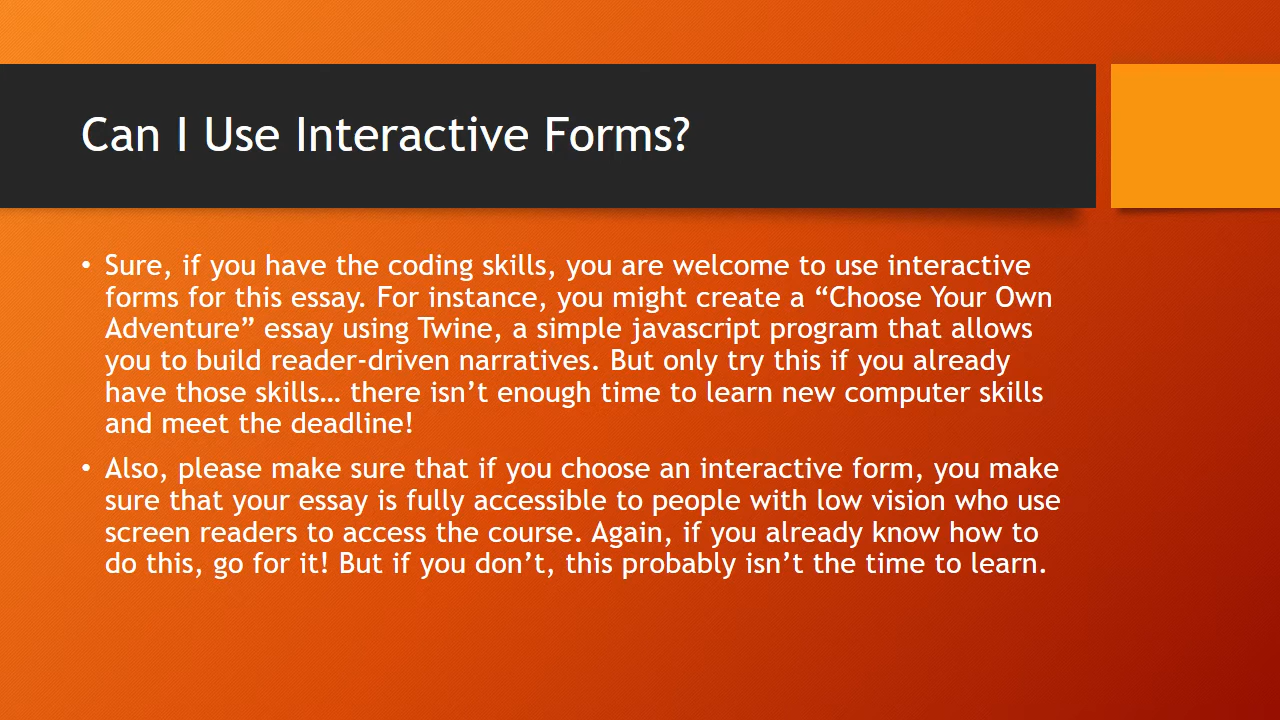 Can I Use Interactive Forms?
• Sure, if you have the coding skills, you are welcome to use interactive
forms for this essay. For instance, you might create a “Choose Your Own
Adventure” essay using Twine, a simple javascript program that allows
you to build reader-driven narratives. But only try this if you already
have those skills… there isn’t enough time to learn new computer skills
and meet the deadline!
• Also, please make sure that if you choose an interactive form, you make
sure that your essay is fully accessible to people with low vision who use
screen readers to access the course. Again, if you already know how to
do this, go for it! But if you don’t, this probably isn’t the time to learn.